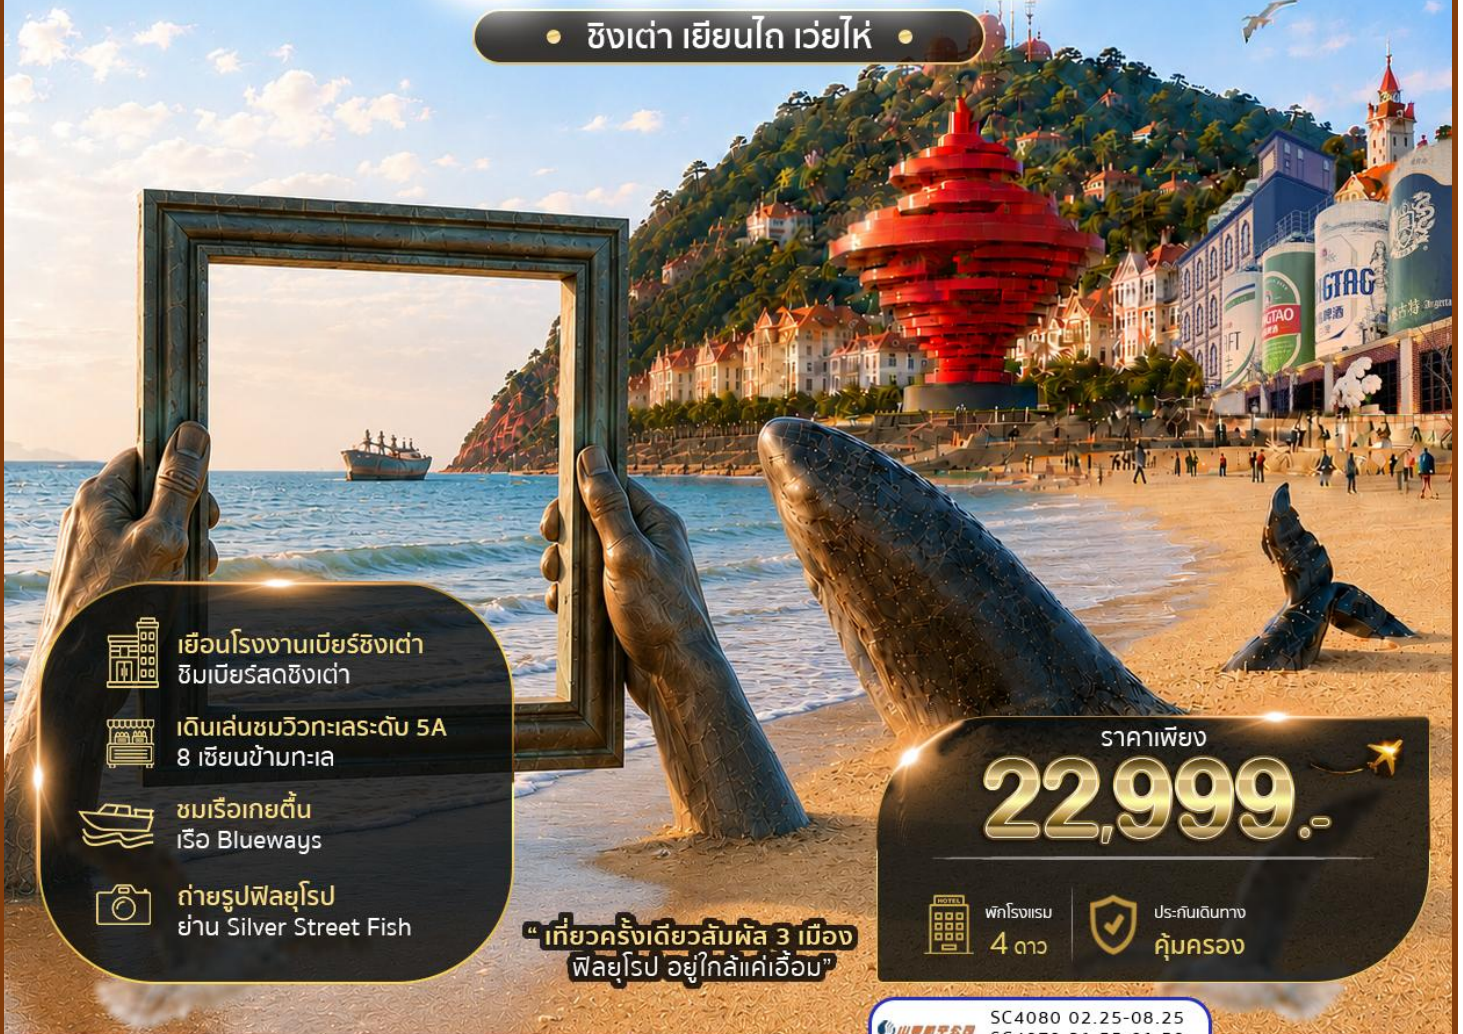 ชิงเต่า เยียนไถ เว่ยไห่
GTAG
啤酒
古特
TAO
เยือนโรงงานเบียร์ชิงเต่า
ชิมเบียร์สดชิงเต่า
เดินเล่นชมวิวทะเลระดับ 5A
8 เซียนข้ามทะเล
ชมเรือเกยตื้น
เรือ Blueways
ถ่ายรูปฟิลยุโรป
ย่าน Silver Street Fish
“ เที่ยวครั้งเดียวสัมผัส 3 เมือง
ฟิลยุโรป อยู่ใกล้แค่เอื้อม”
ราคาเพียง
22,999.-
HOTEL
พักโรงแรม
4 ดาว
ประกันเดินทาง
คุ้มครอง
SC4080 02.25-08.25